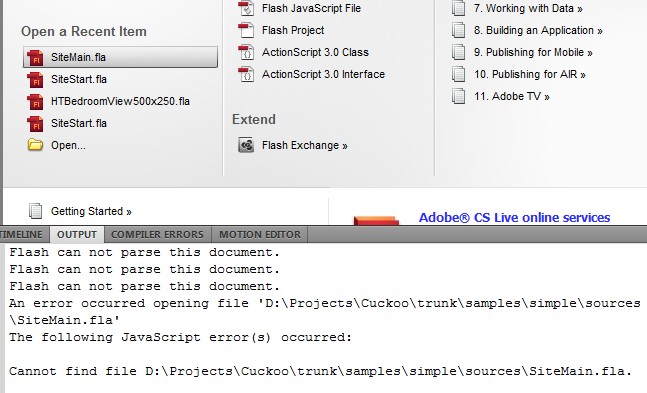 Open a Recent Item
SiteMain.fla
SiteStart.fla
HTBedroomView500x250.fla
SiteStart.fla
Open...
Flash JavaScript File
Flash Project
ActionScript 3.0 Class
ActionScript 3.0 Interface
Extend
Flash Exchange »
7. Working with Data »
8. Building an Application »
9. Publishing for Mobile »
10. Publishing for AIR »
11. Adobe TV »
Getting Started »
Adobe® CS Live online services
TIMELINE OUTPUT COMPILER ERRORS MOTION EDITOR
Flash can not parse this document.
Flash can not parse this document.
Flash can not parse this document.
An error occurred opening file 'D:\Projects\Cuckoo\trunk\samples\simple\sources
\SiteMain.fla'
The following JavaScript error(s) occurred:
Cannot find file D:\Projects\Cuckoo\trunk\samples\simple\sources\SiteMain.fla.